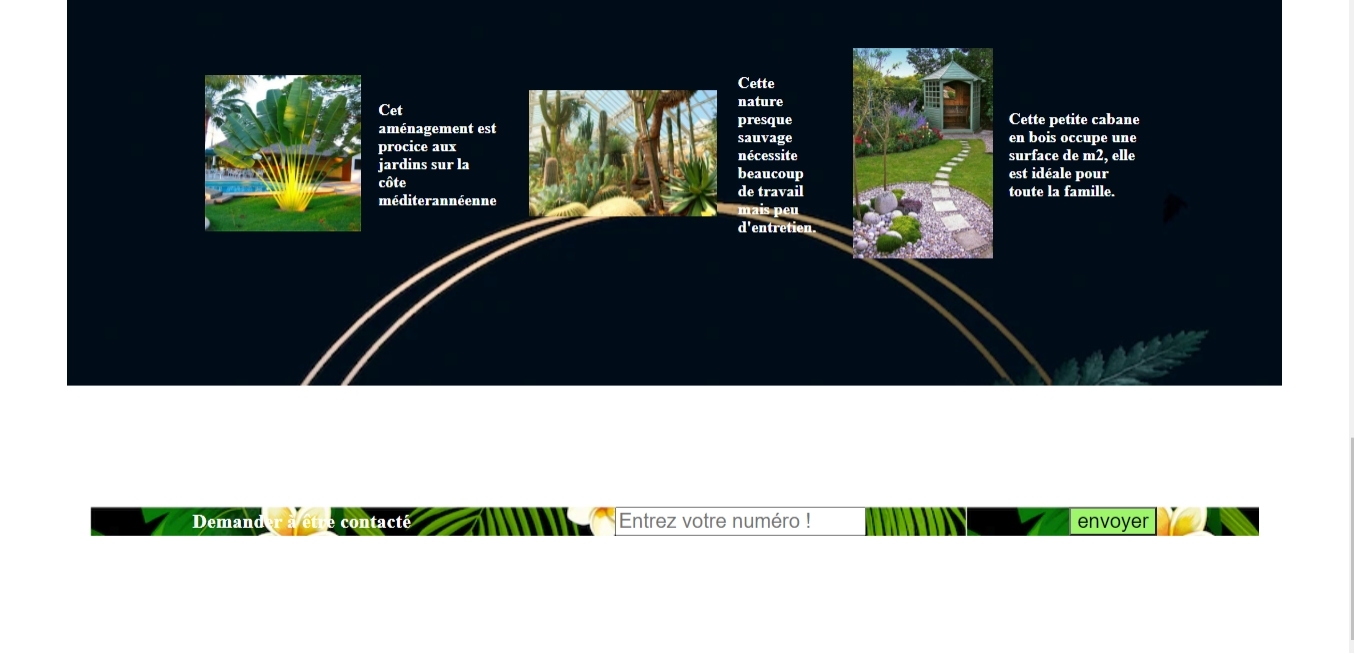 Cet
aménagement est
procice aux
jardins sur la
côte
méditerannéenne
Cette
nature
presque
sauvage
nécessite
beaucoup
de travail
mais peu
d'entretien.
Cette petite cabane
en bois occupe une
surface de m2, elle
est idéale pour
toute la famille.
Demander à être contacté
Entrez votre numéro !
envoyer